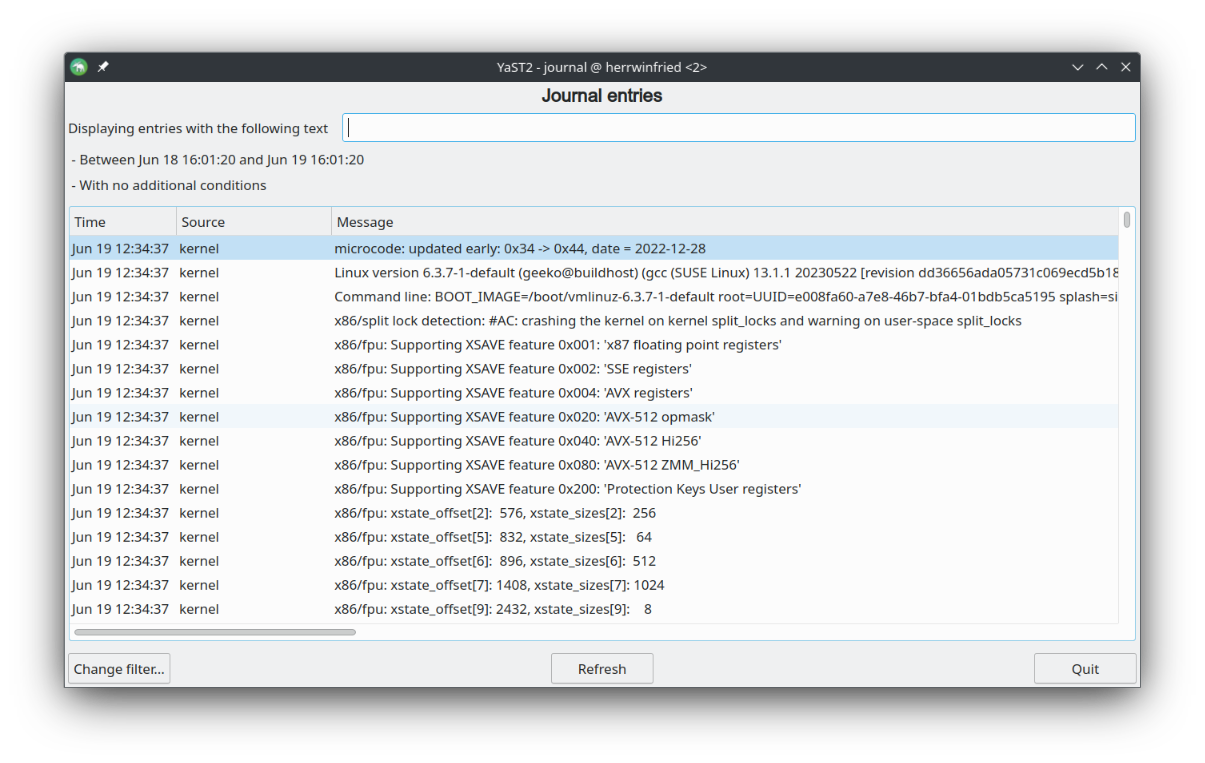 YaST2 - journal @ herrwinfried <2>
Journal entries
Displaying entries with the following text
- Between Jun 18 16:01:20 and Jun 19 16:01:20
- With no additional conditions
Time Source Message
Jun 19 12:34:37 kernel microcode: updated early: 0x34 -> 0x44, date = 2022-12-28
Jun 19 12:34:37 kernel Linux version 6.3.7-1-default (geeko@buildhost) (gcc (SUSE Linux) 13.1.1 20230522 [revision dd36656ada05731c069ecd5b18
Jun 19 12:34:37 kernel Command line: BOOT_IMAGE=/boot/vmlinuz-6.3.7-1-default root=UUID=e008fa60-a7e8-46b7-bfa4-01bdb5ca5195 splash=si
Jun 19 12:34:37 kernel x86/split lock detection: #AC: crashing the kernel on kernel split_locks and warning on user-space split_locks
Jun 19 12:34:37 kernel x86/fpu: Supporting XSAVE feature 0x001: 'x87 floating point registers'
Jun 19 12:34:37 kernel x86/fpu: Supporting XSAVE feature 0x002: 'SSE registers'
Jun 19 12:34:37 kernel x86/fpu: Supporting XSAVE feature 0x004: 'AVX registers'
Jun 19 12:34:37 kernel x86/fpu: Supporting XSAVE feature 0x020: 'AVX-512 opmask'
Jun 19 12:34:37 kernel x86/fpu: Supporting XSAVE feature 0x040: 'AVX-512 Hi256'
Jun 19 12:34:37 kernel x86/fpu: Supporting XSAVE feature 0x080: 'AVX-512 ZMM_Hi256'
Jun 19 12:34:37 kernel x86/fpu: Supporting XSAVE feature 0x200: 'Protection Keys User registers'
Jun 19 12:34:37 kernel x86/fpu: xstate_offset[2]:  576, xstate_sizes[2]:  256
Jun 19 12:34:37 kernel x86/fpu: xstate_offset[5]:  832, xstate_sizes[5]:   64
Jun 19 12:34:37 kernel x86/fpu: xstate_offset[6]:  896, xstate_sizes[6]:  512
Jun 19 12:34:37 kernel x86/fpu: xstate_offset[7]: 1408, xstate_sizes[7]: 1024
Jun 19 12:34:37 kernel x86/fpu: xstate_offset[9]: 2432, xstate_sizes[9]:    8
Change filter... Refresh Quit